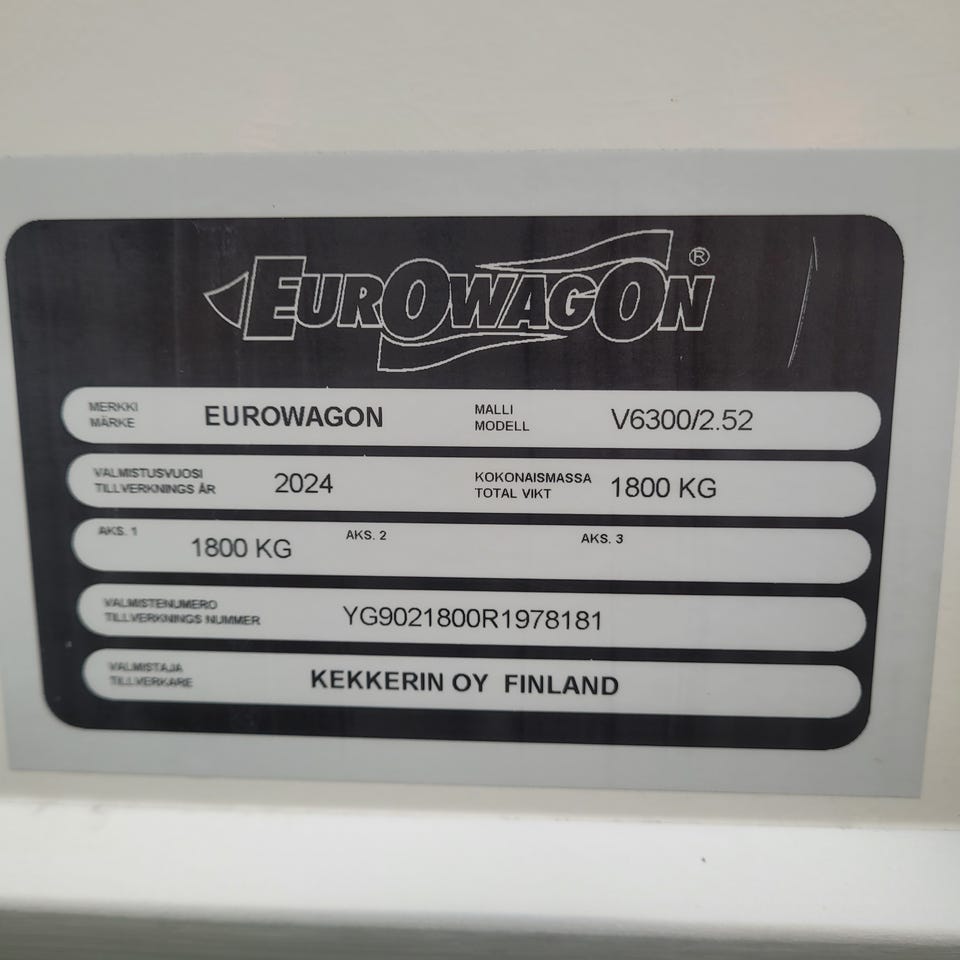 EUROWAGON ®
MERKKI
MÄRKE
EUROWAGON
MALLI
MODELL
V6300/2.52
VALMISTUSVUOSI
TILLVERKNINGS ÅR
2024
KOKONAISMASSA
TOTAL VIKT
1800 KG
AKS. 1
1800 KG
AKS. 2
AKS. 3
VALMISTENUMERO
TILLVERKNINGS NUMMER
YG9021800R1978181
VALMISTAJA
TILLVERKARE
KEKKERIN OY FINLAND